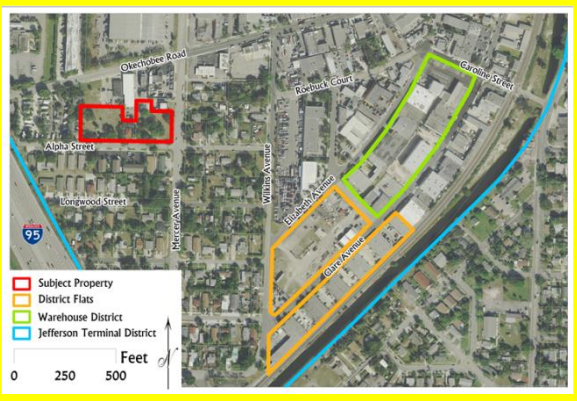 Okechobee Road
Caroline Street
Roebuck Court
Alpha Street
Wilkins Avenue
Mercer Avenue
Elizabeth Avenue
Longwood Street
95
Clare Avenue
Subject Property
District Flats
Warehouse District
Jefferson Terminal District
Feet
N
0 250 500